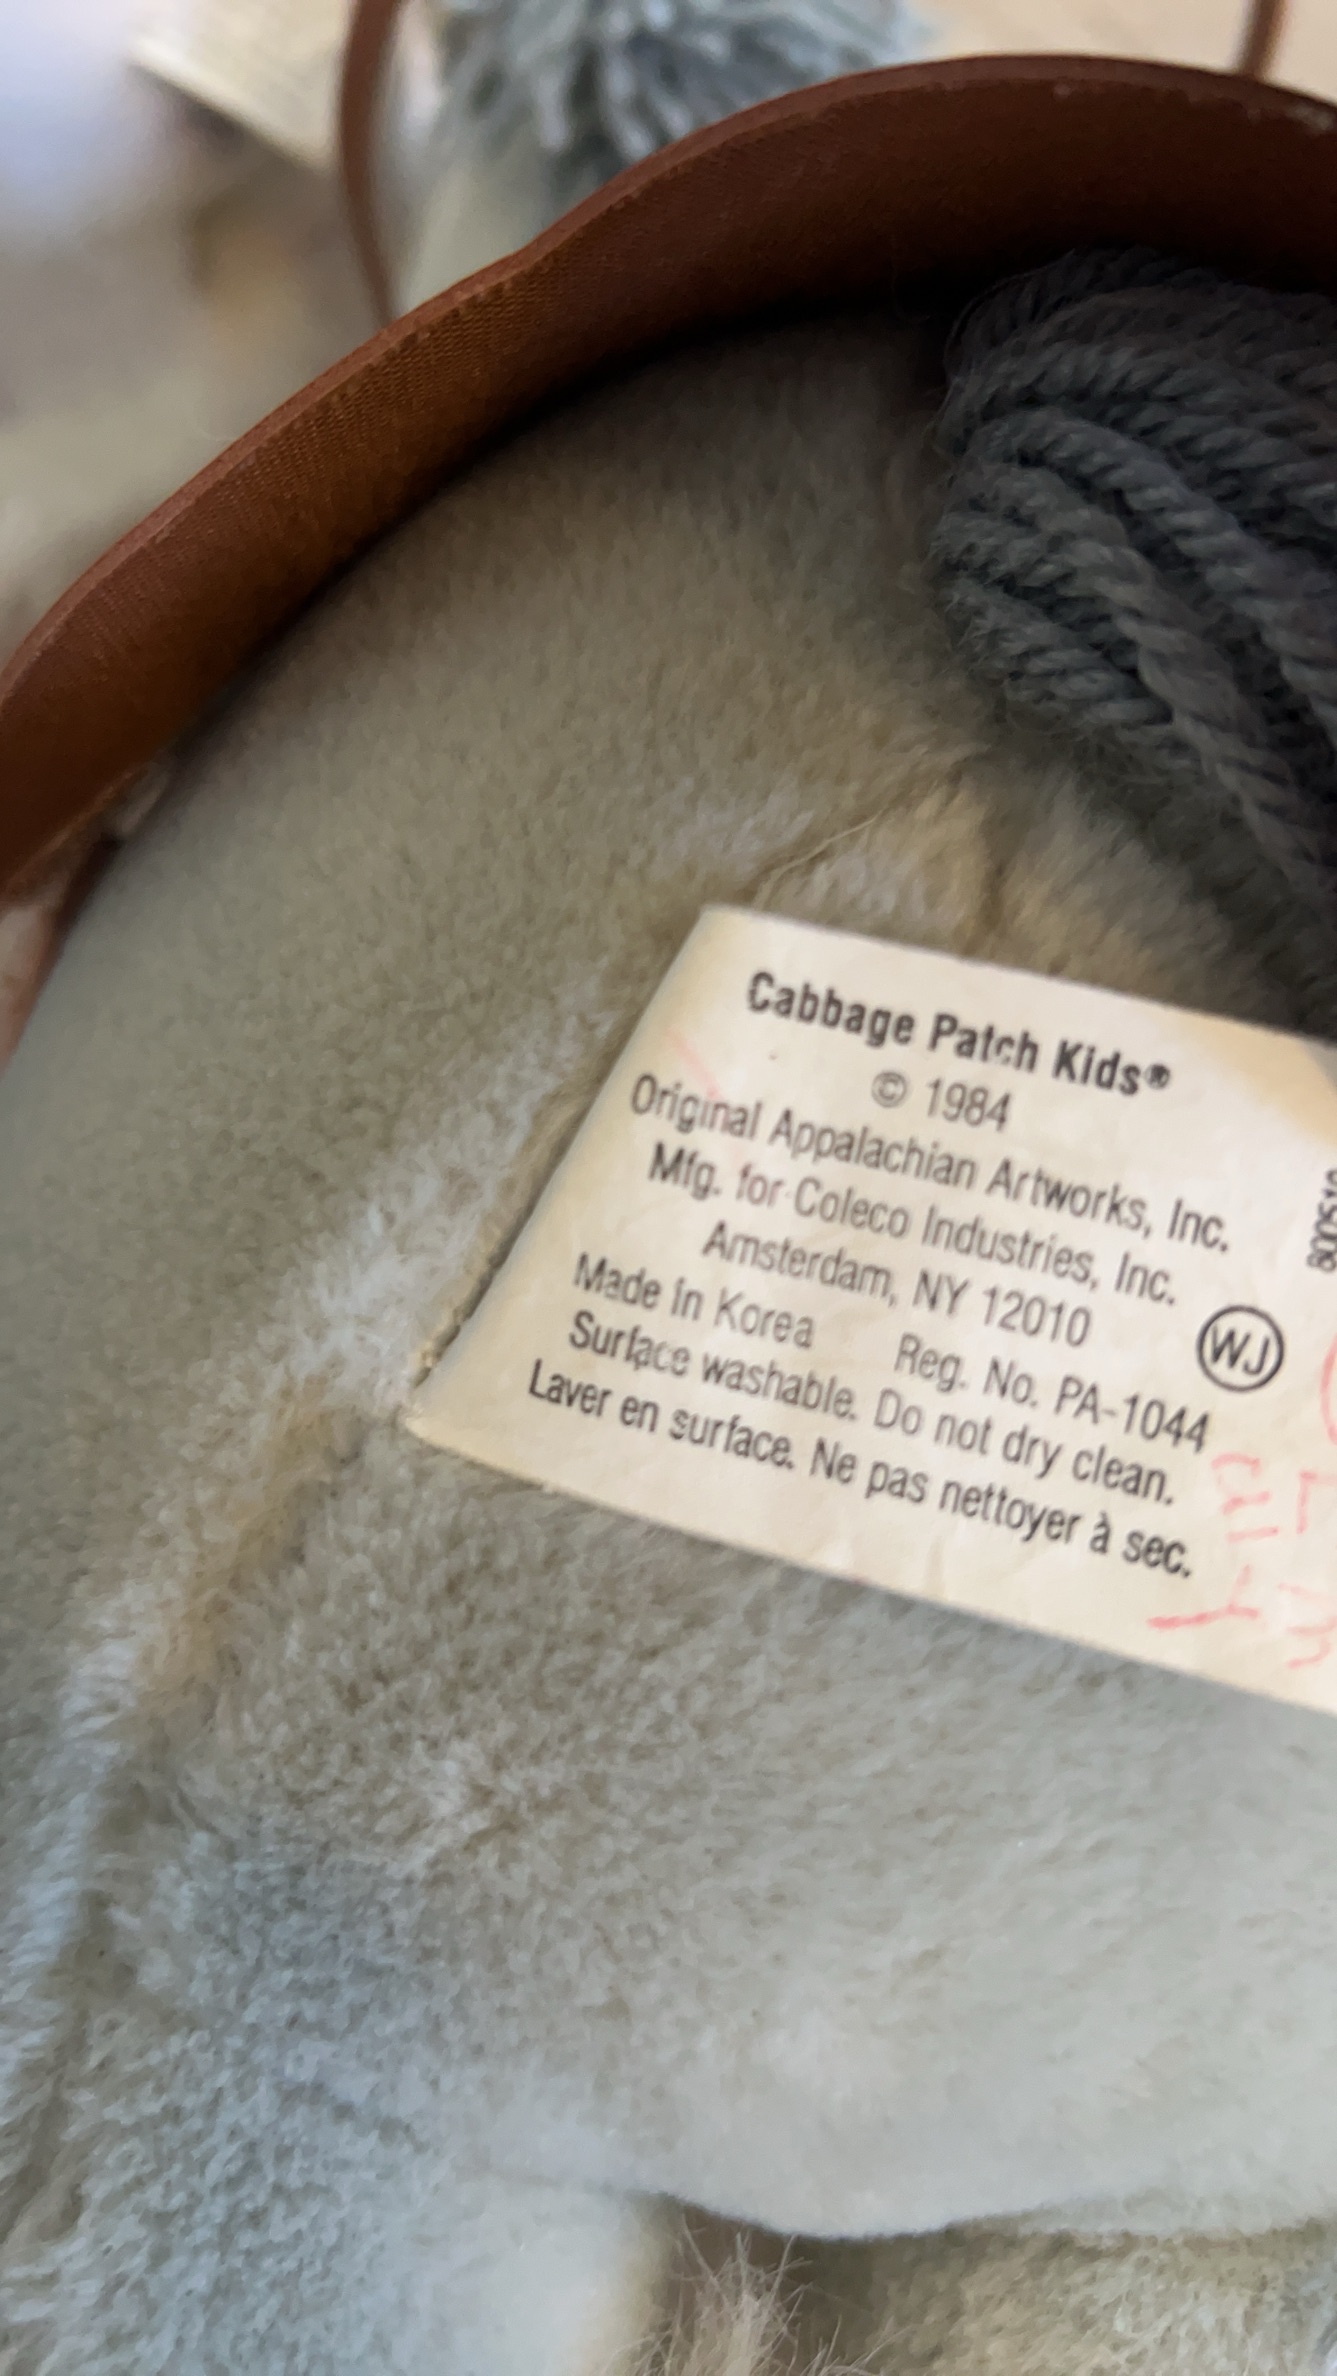 Cabbage Patch Kids®
© 1984
Original Appalachian Artworks, Inc.
Mfg. for Coleco Industries, Inc.
Amsterdam, NY 12010
Made in Korea Reg. No. PA-1044
WJ
Surface washable. Do not dry clean.
Laver en surface. Ne pas nettoyer à sec.